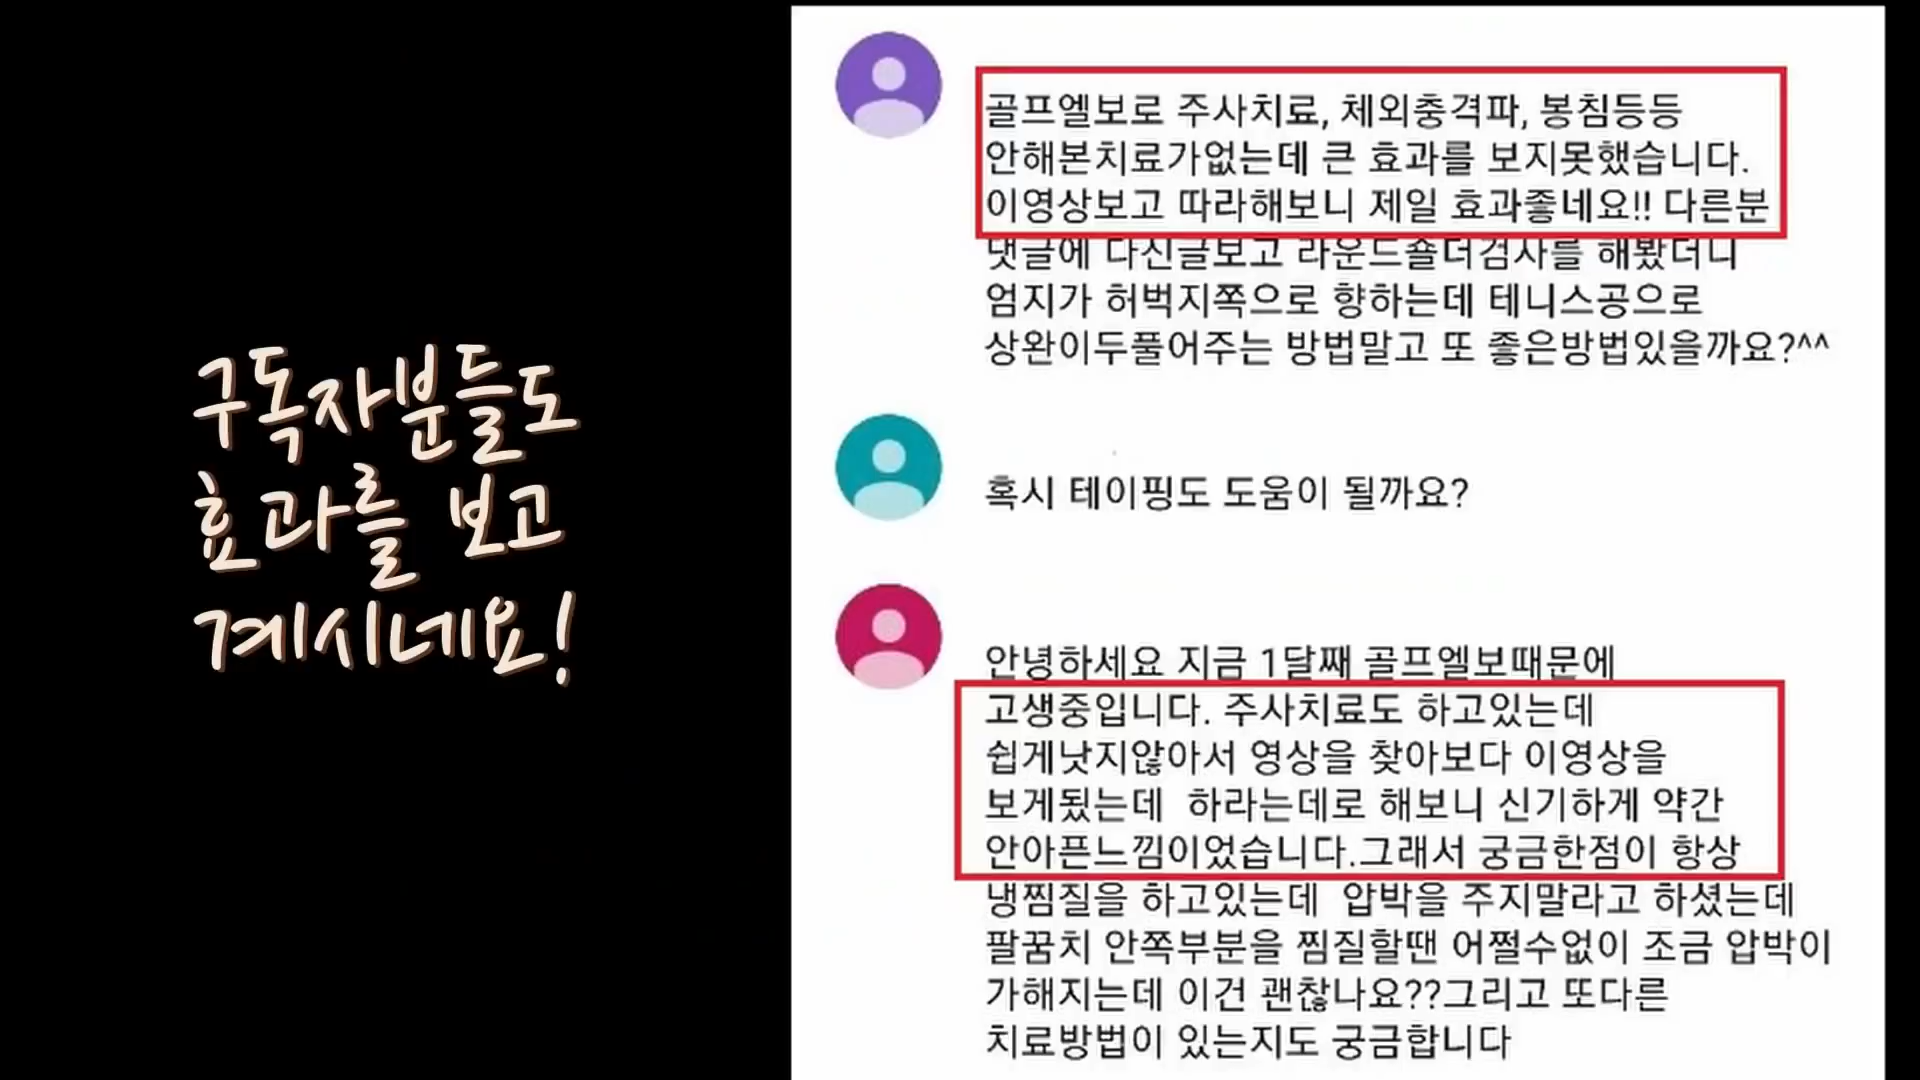 구독자분들도
효과를 보고
계시네요!
골프엘보로 주사치료, 체외충격파, 봉침등등
안해본치료가없는데 큰 효과를 보지못했습니다.
이영상보고 따라해보니 제일 효과좋네요!! 다른분
댓글에 다신글보고 라운드숄더검사를 해봤더니
엄지가 허벅지쪽으로 향하는데 테니스공으로
상완이두풀어주는 방법말고 또 좋은방법있을까요?^^
혹시 테이핑도 도움이 될까요?
안녕하세요 지금 1달째 골프엘보때문에
고생중입니다. 주사치료도 하고있는데
쉽게낫지않아서 영상을 찾아보다 이영상을
보게됬는데 하라는데로 해보니 신기하게 약간
안아픈느낌이었습니다.그래서 궁금한점이 항상
냉찜질을 하고있는데 압박을 주지말라고 하셨는데
팔꿈치 안쪽부분을 찜질할땐 어쩔수없이 조금 압박이
가해지는데 이건 괜찮나요??그리고 또다른
치료방법이 있는지도 궁금합니다